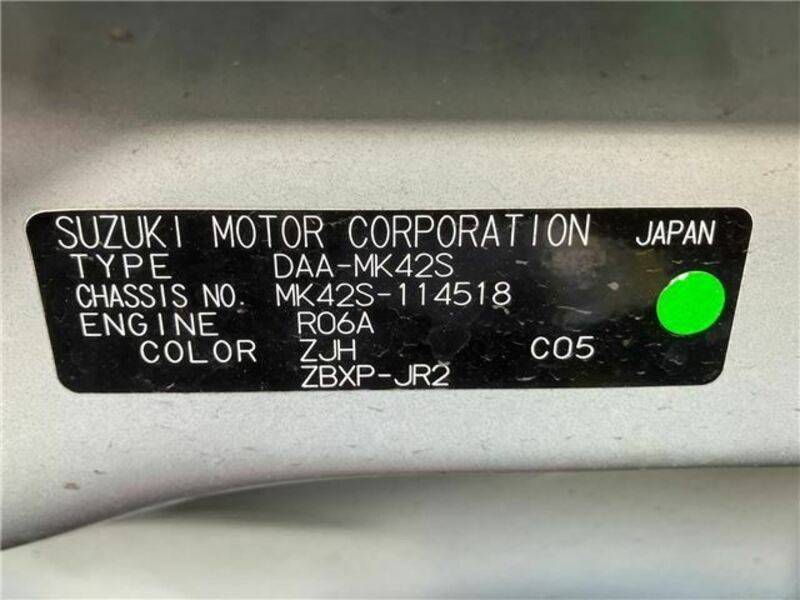 SUZUKI MOTOR CORPORATION JAPAN
TYPE DAA-MK42S
CHASSIS NO. MK42S-114518
ENGINE R06A
COLOR ZJH C05
ZBXP-JR2